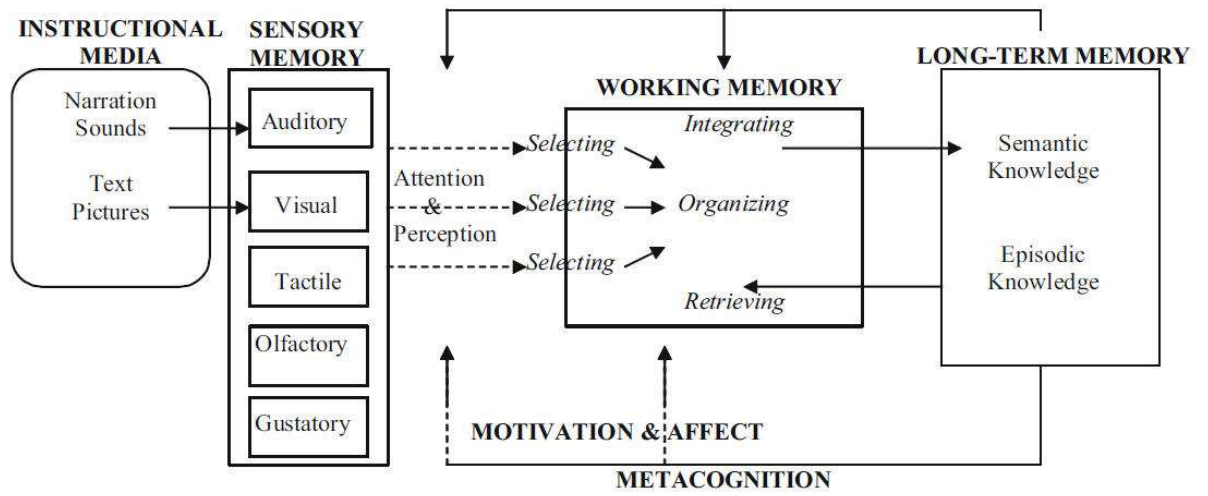 INSTRUCTIONAL
MEDIA
Narration
Sounds
Text
Pictures
SENSORY
MEMORY
Auditory
Visual
Tactile
Olfactory
Gustatory
Attention
&
Perception
Selecting
Selecting
Selecting
WORKING MEMORY
Integrating
Organizing
Retrieving
LONG-TERM MEMORY
Semantic
Knowledge
Episodic
Knowledge
MOTIVATION & AFFECT
METACOGNITION